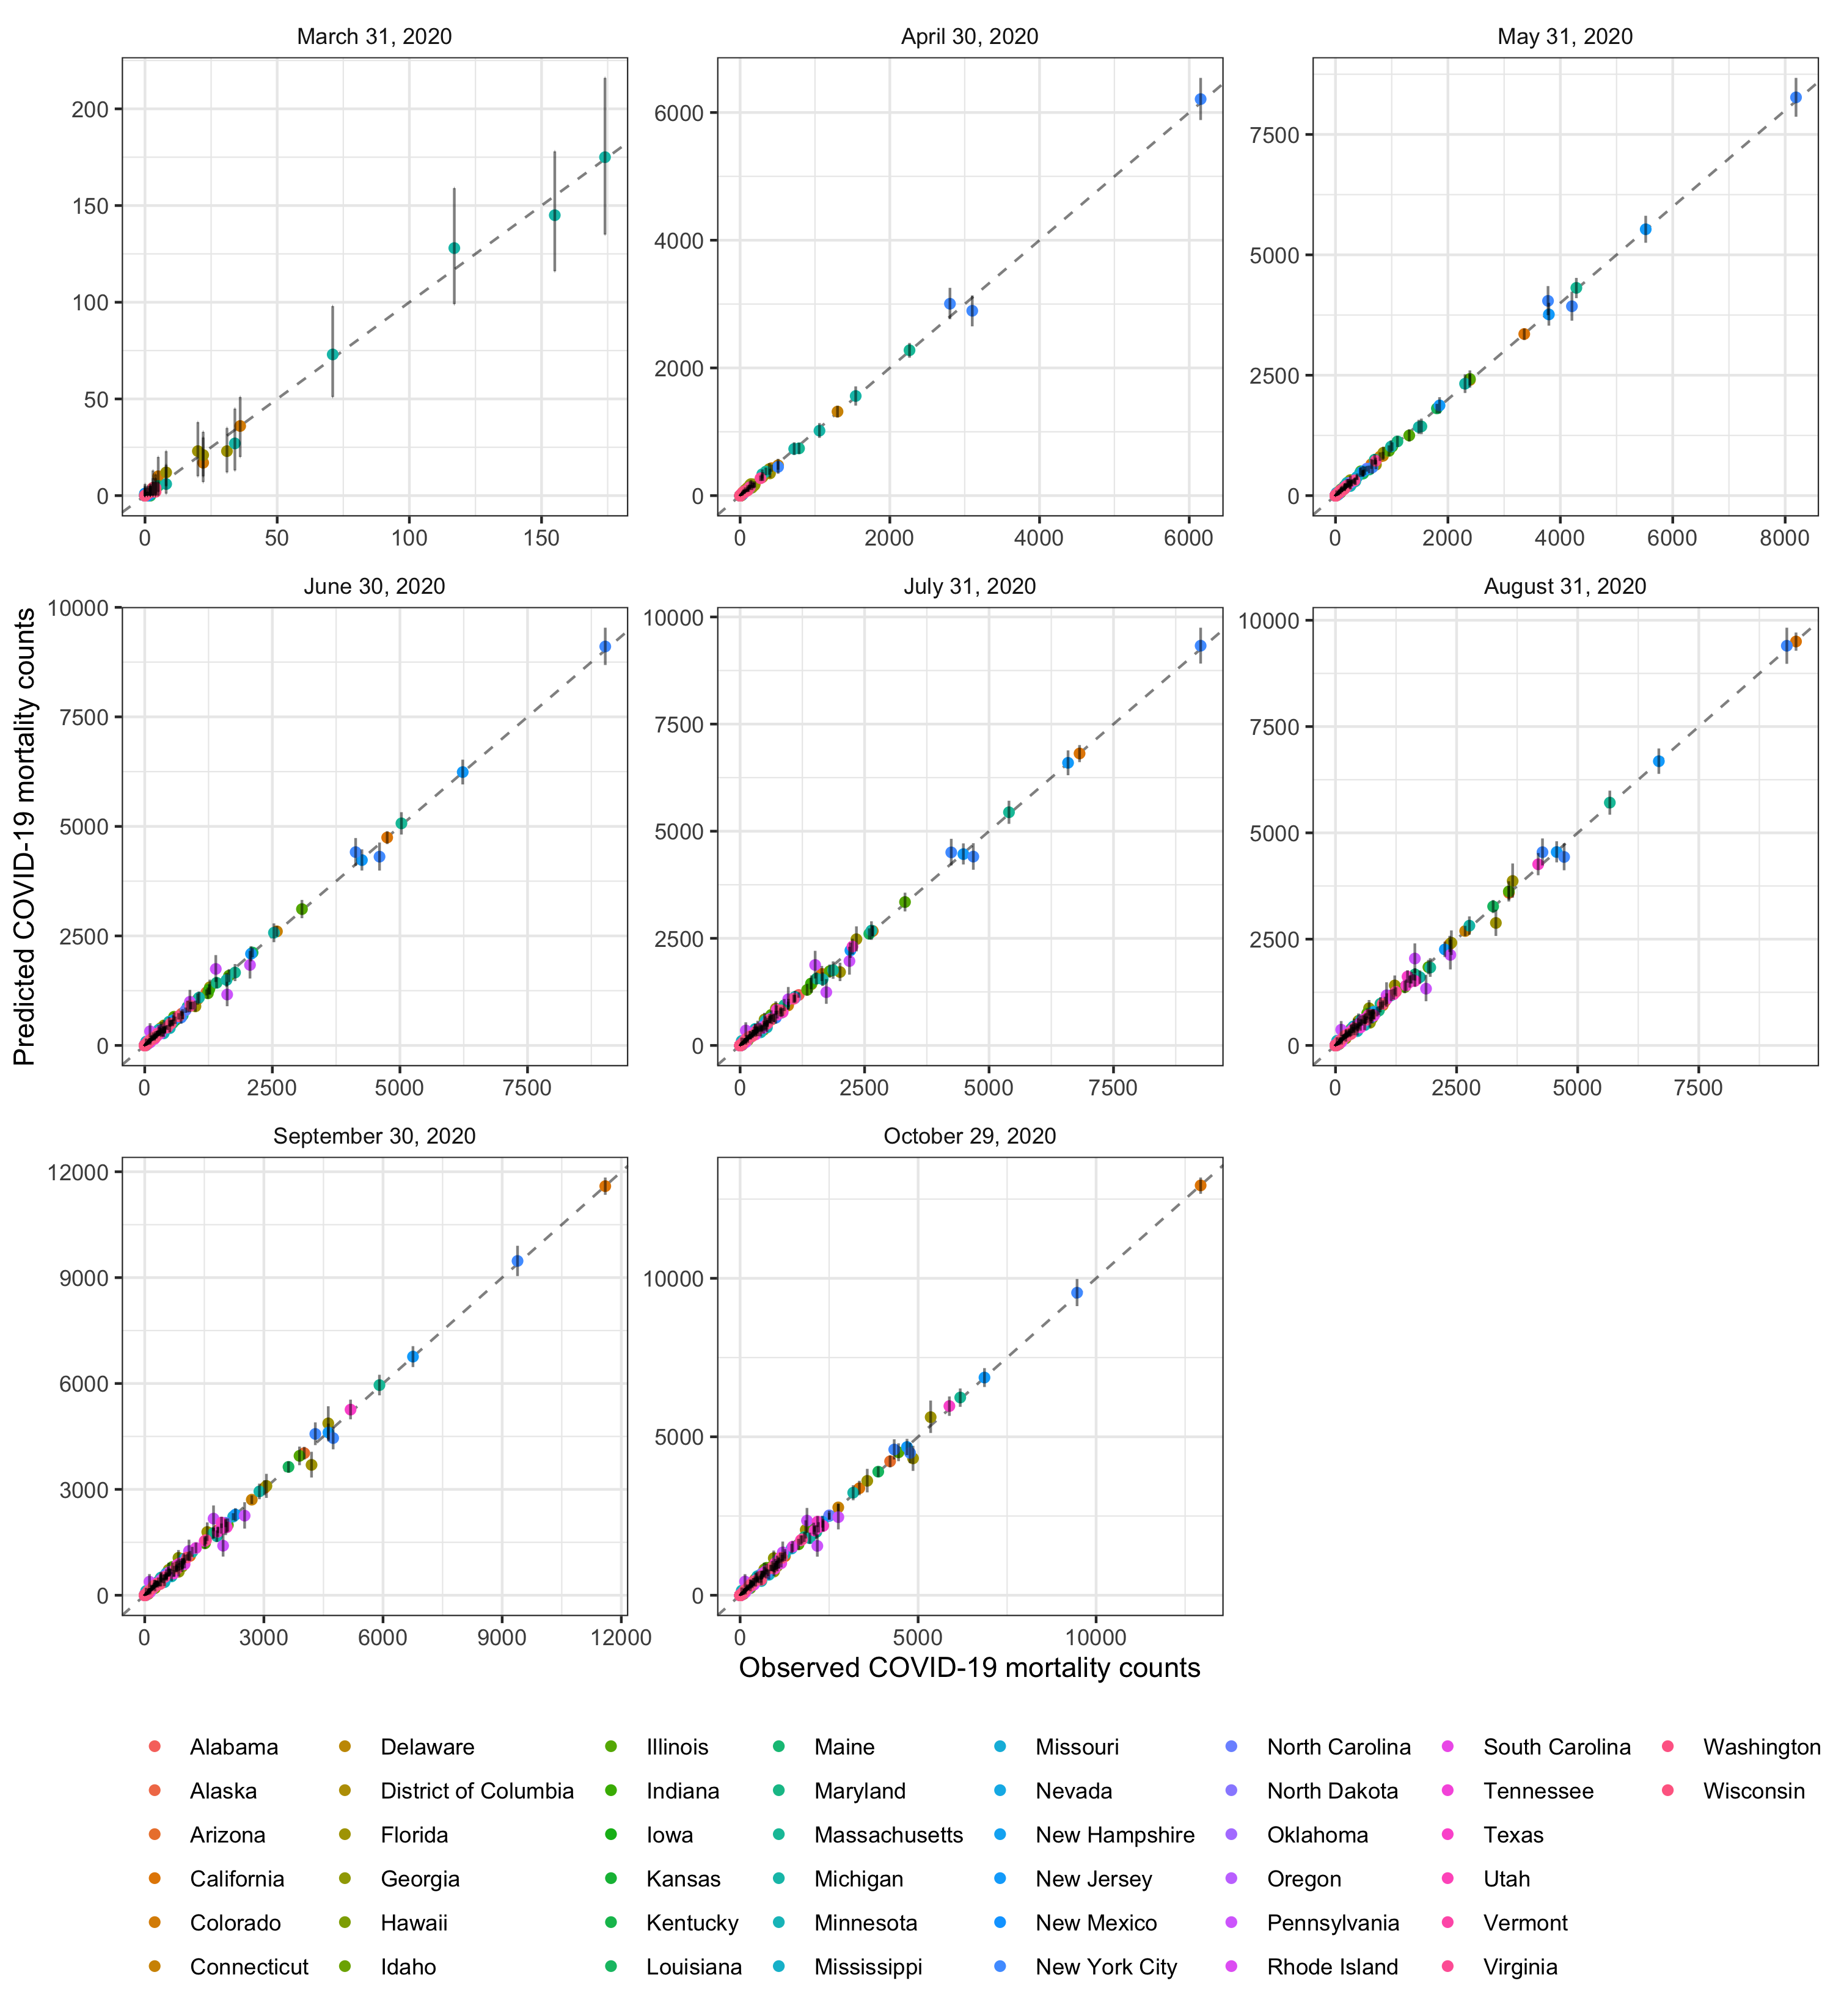 March 31, 2020
April 30, 2020
May 31, 2020
200
150
100
50
0
0 50 100 150
6000
4000
2000
0
0 2000 4000 6000
7500
5000
2500
0
0 2000 4000 6000 8000
Predicted COVID-19 mortality counts
June 30, 2020
July 31, 2020
August 31, 2020
10000
7500
5000
2500
0
0 2500 5000 7500
10000
7500
5000
2500
0
0 2500 5000 7500
10000
7500
5000
2500
0
0 2500 5000 7500
September 30, 2020
October 29, 2020
12000
9000
6000
3000
0
0 3000 6000 9000 12000
10000
5000
0
0 5000 10000
Observed COVID-19 mortality counts
Alabama
Alaska
Arizona
California
Colorado
Connecticut
Delaware
District of Columbia
Florida
Georgia
Hawaii
Idaho
Illinois
Indiana
Iowa
Kansas
Kentucky
Louisiana
Maine
Maryland
Massachusetts
Michigan
Minnesota
Mississippi
Missouri
Nevada
New Hampshire
New Jersey
New Mexico
New York City
North Carolina
North Dakota
Oklahoma
Oregon
Pennsylvania
Rhode Island
South Carolina
Tennessee
Texas
Utah
Vermont
Virginia
Washington
Wisconsin